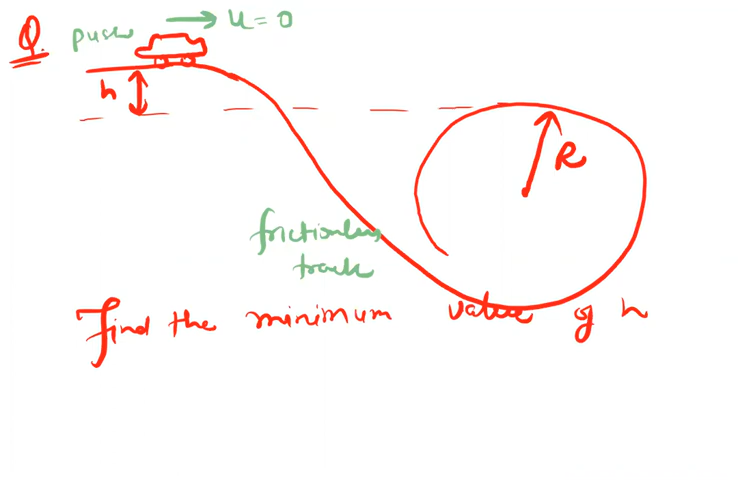 Q.
push → u = 0
h
R
frictionless
track
Find the minimum value of h